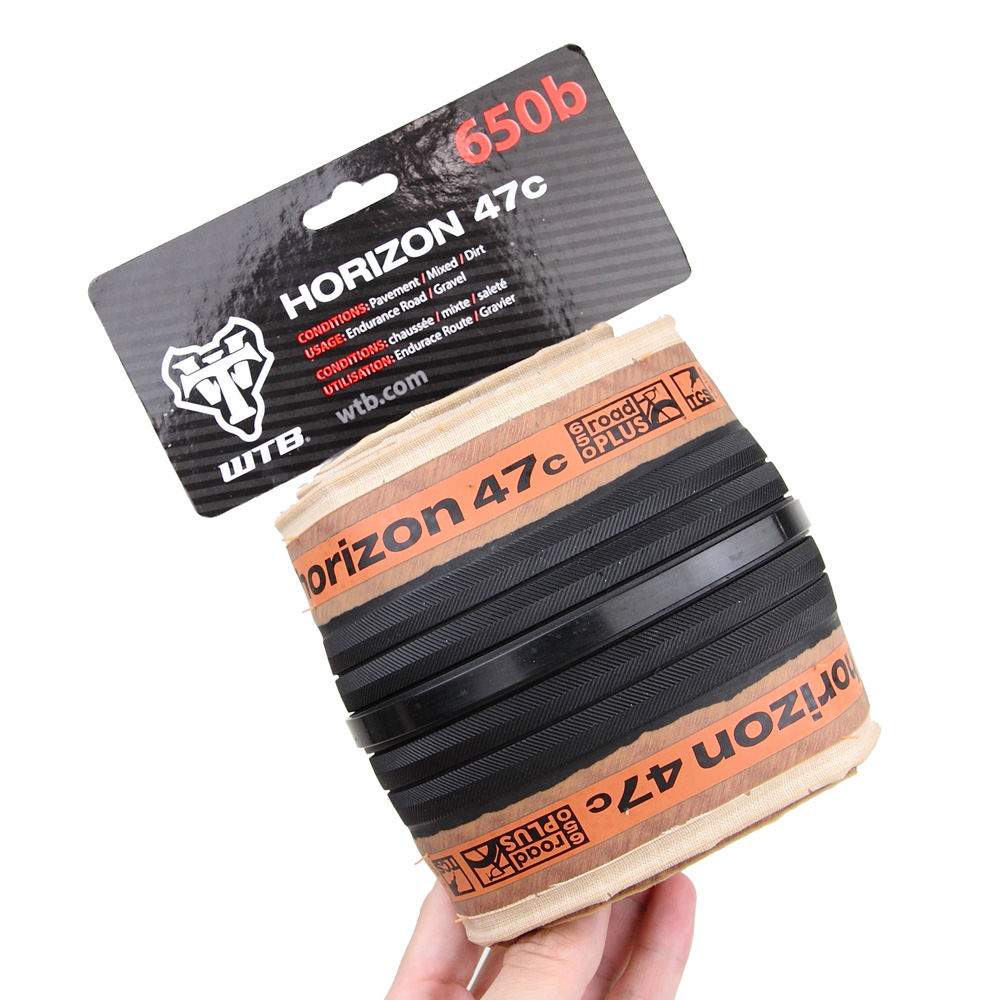 650b
HORIZON 47c
CONDITIONS: Pavement / Mixed / Dirt
USAGE: Endurance Road / Gravel
CONDITIONS: chaussée / mixte / saleté
UTILISATION: Endurace Route / Gravier
wtb.com
WTB.
horizon 47c 650 road PLUS TCS
horizon 47c 650 road PLUS TCS